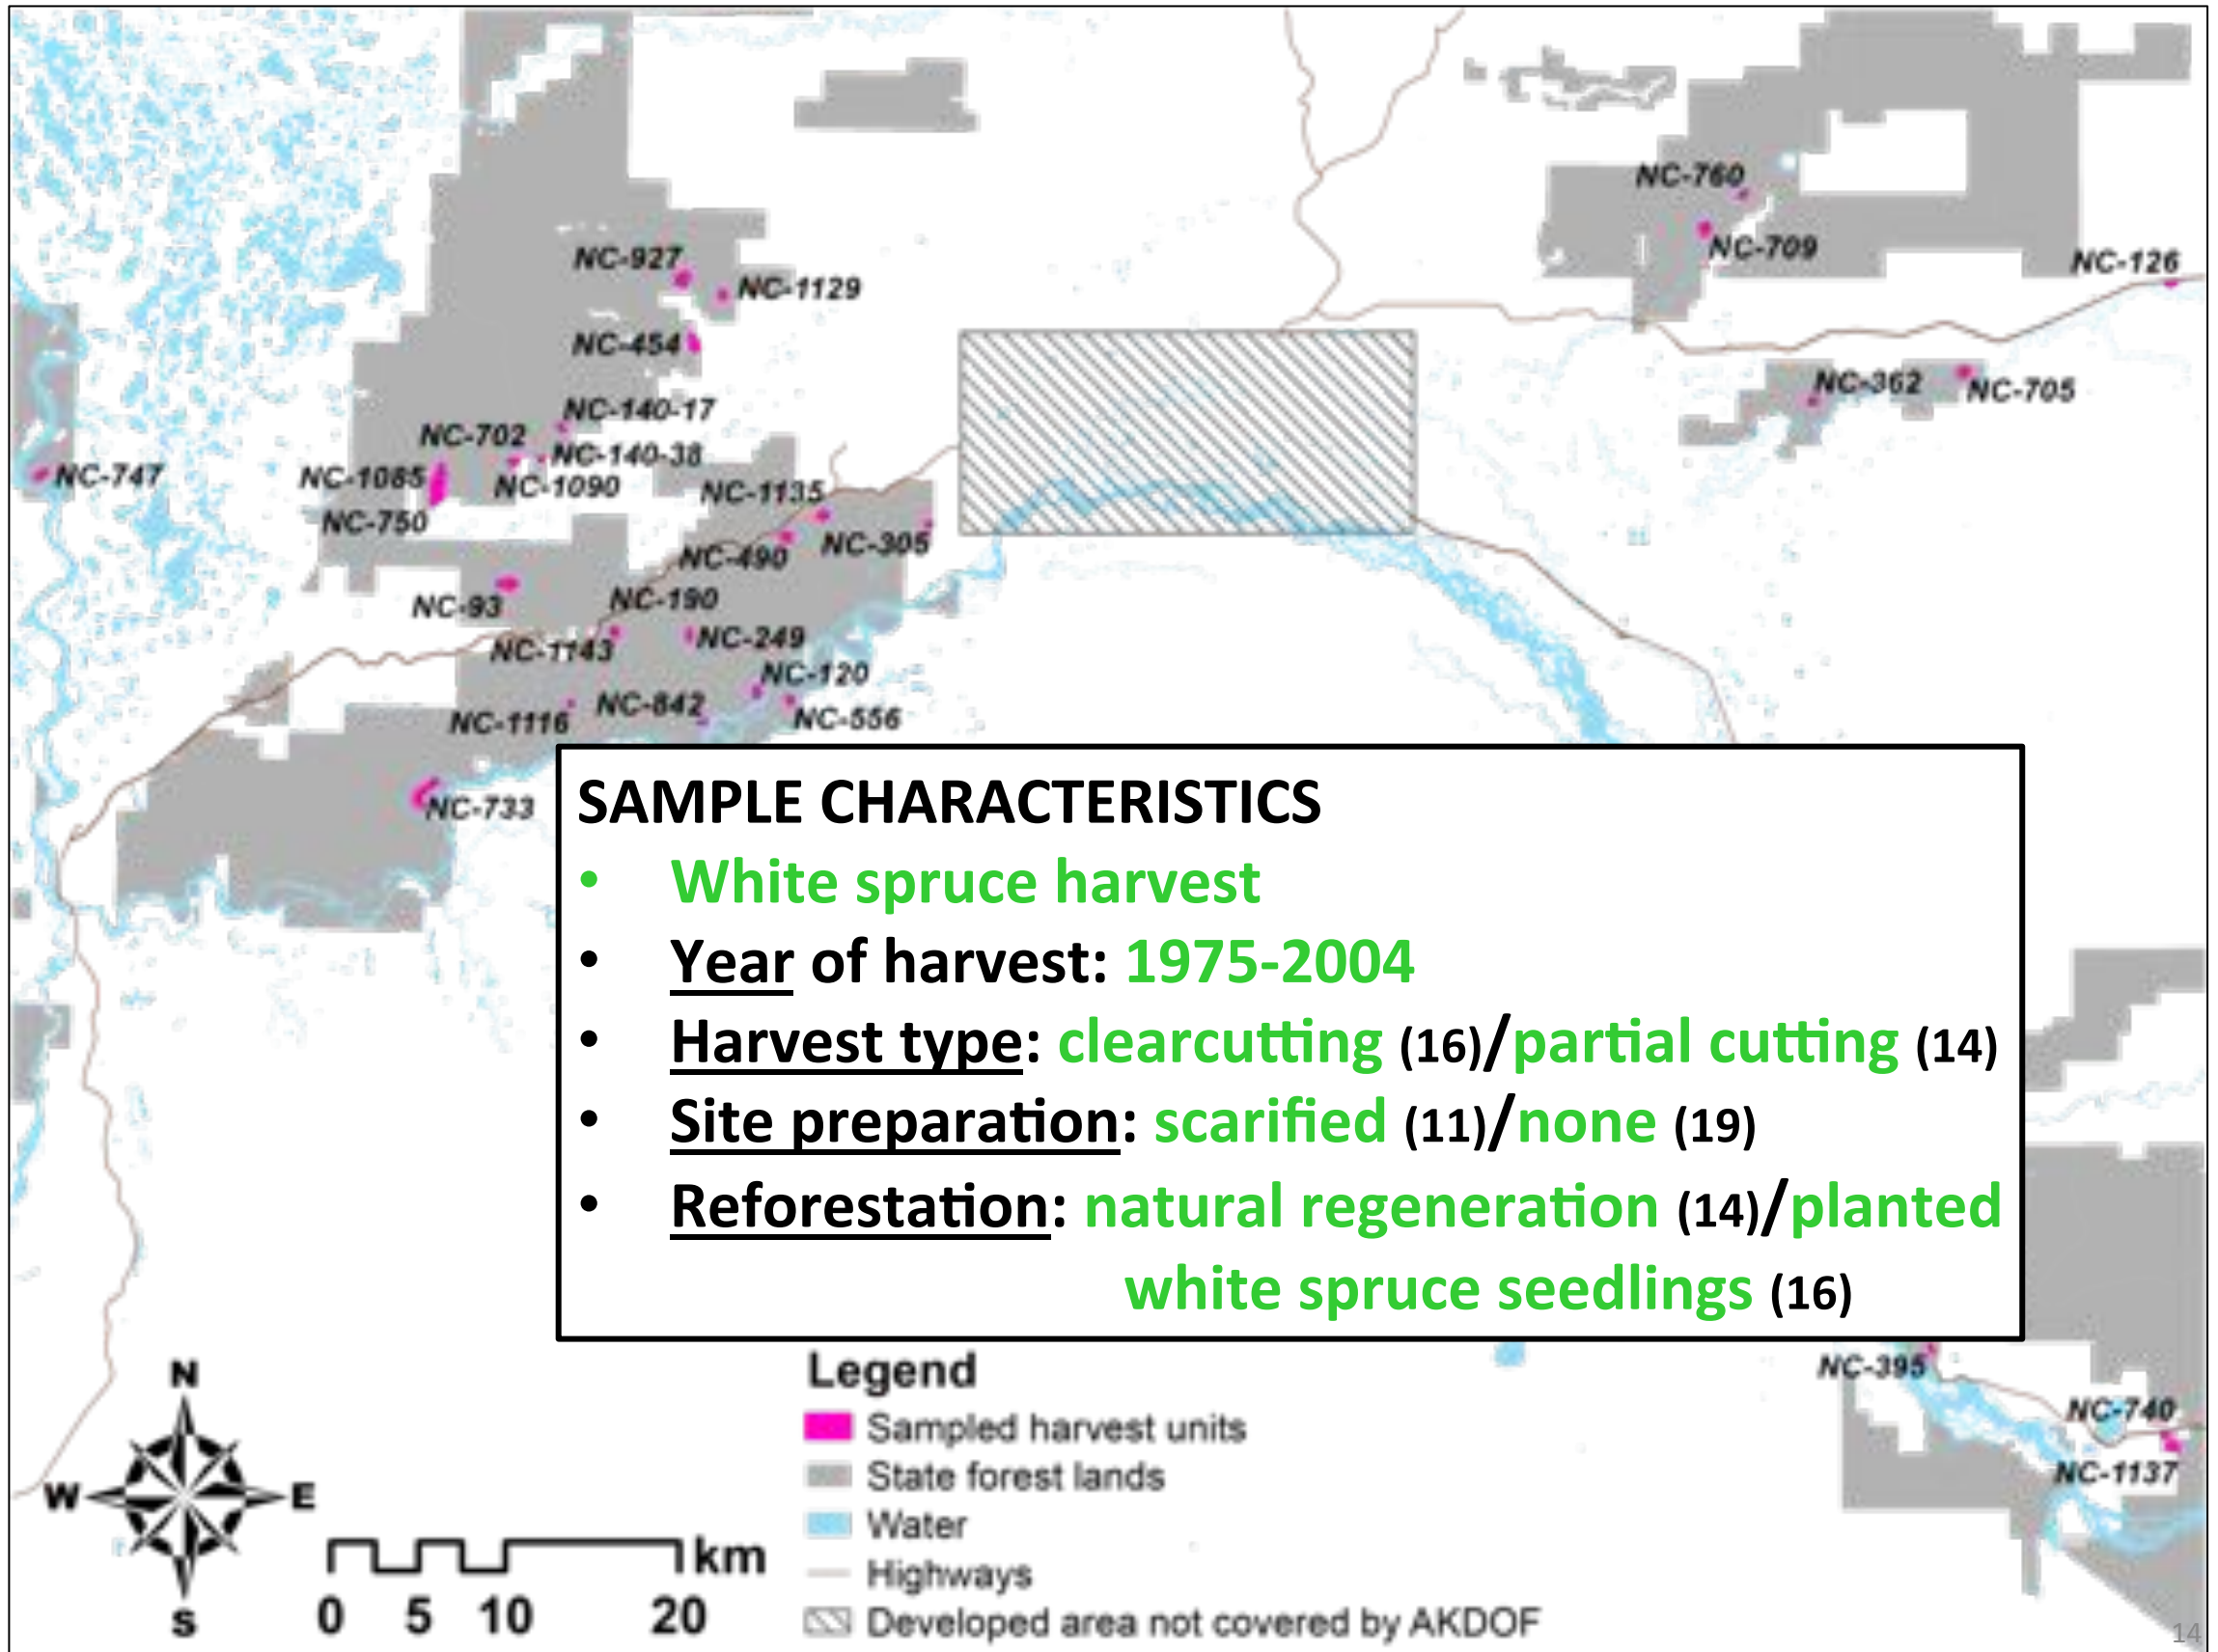 NC-760
NC-709
NC-126
NC-927
NC-1129
NC-454
NC-362
NC-705
NC-140-17
NC-702
NC-140-38
NC-747
NC-1085
NC-1090
NC-1135
NC-750
NC-305
NC-490
NC-93
NC-190
NC-249
NC-1143
NC-120
NC-842
NC-556
NC-1116
NC-733
SAMPLE CHARACTERISTICS
• White spruce harvest
• Year of harvest: 1975-2004
• Harvest type: clearcutting (16)/partial cutting (14)
• Site preparation: scarified (11)/none (19)
• Reforestation: natural regeneration (14)/planted
white spruce seedlings (16)
NC-395
NC-740
NC-1137
N
W
E
S
km
0 5 10 20
Legend
Sampled harvest units
State forest lands
Water
Highways
Developed area not covered by AKDOF
14